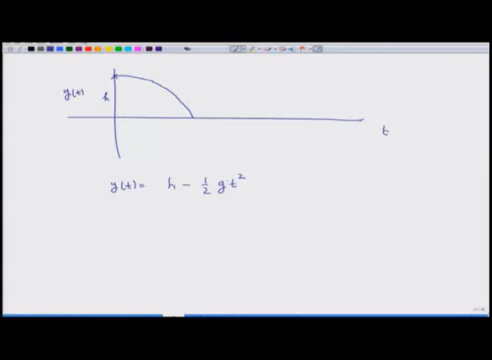 y(t)
h
t
y(t) = h - 1/2 g t²